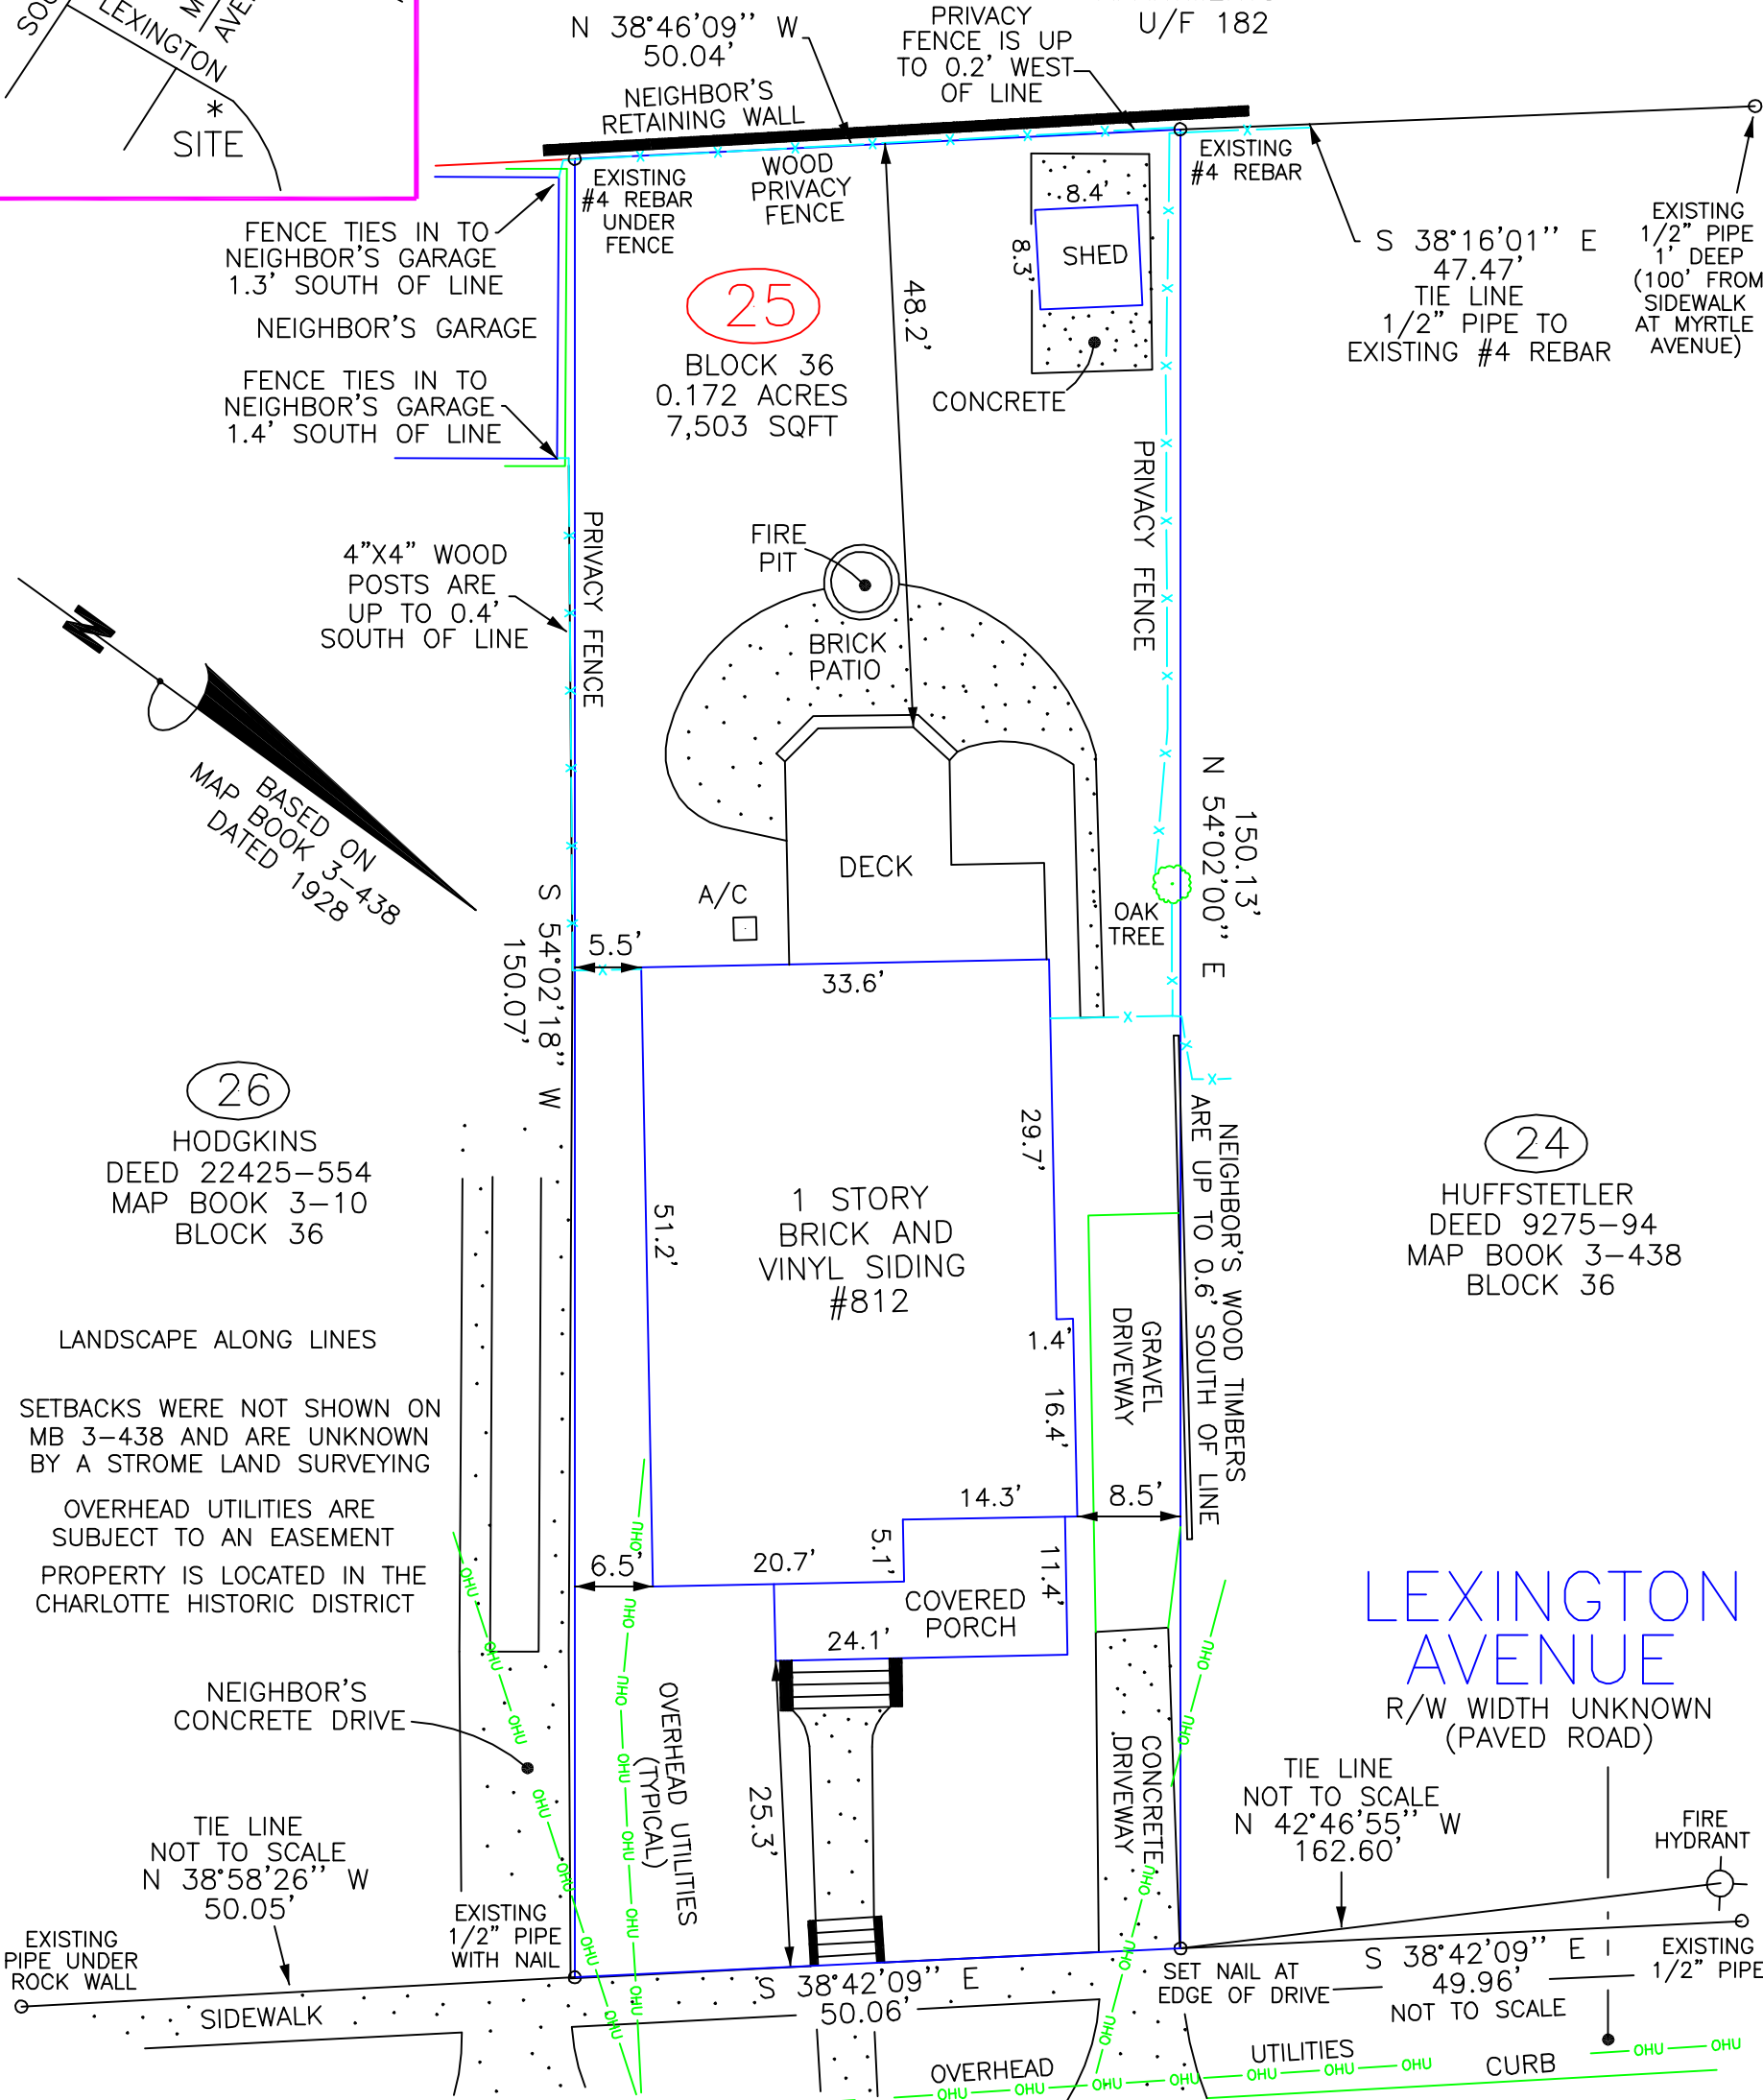 LEXINGTON
*
SITE
N 38°46'09'' W
50.04'
PRIVACY
FENCE IS UP
TO 0.2' WEST
OF LINE
U/F 182
NEIGHBOR'S
RETAINING WALL
EXISTING
#4 REBAR
UNDER
FENCE
WOOD
PRIVACY
FENCE
EXISTING
#4 REBAR
8.4'
8.3'
SHED
CONCRETE
S 38°16'01'' E
47.47'
TIE LINE
1/2" PIPE TO
EXISTING #4 REBAR
EXISTING
1/2" PIPE
1' DEEP
(100' FROM
SIDEWALK
AT MYRTLE
AVENUE)
FENCE TIES IN TO
NEIGHBOR'S GARAGE
1.3' SOUTH OF LINE
NEIGHBOR'S GARAGE
FENCE TIES IN TO
NEIGHBOR'S GARAGE
1.4' SOUTH OF LINE
25
BLOCK 36
0.172 ACRES
7,503 SQFT
48.2'
4"X4" WOOD
POSTS ARE
UP TO 0.4'
SOUTH OF LINE
PRIVACY FENCE
PRIVACY FENCE
FIRE
PIT
BRICK
PATIO
N
BASED ON
MAP BOOK 3-438
DATED 1928
DECK
A/C
OAK
TREE
N 54°02'00'' E
150.13'
S 54°02'18'' W
150.07'
5.5'
33.6'
29.7'
51.2'
1 STORY
BRICK AND
VINYL SIDING
#812
1.4'
16.4'
14.3'
8.5'
5.1'
20.7'
6.5'
11.4'
COVERED
PORCH
24.1'
25.3'
GRAVEL
DRIVEWAY
NEIGHBOR'S WOOD TIMBERS
ARE UP TO 0.6' SOUTH OF LINE
26
HODGKINS
DEED 22425-554
MAP BOOK 3-10
BLOCK 36
24
HUFFSTETLER
DEED 9275-94
MAP BOOK 3-438
BLOCK 36
LANDSCAPE ALONG LINES
SETBACKS WERE NOT SHOWN ON
MB 3-438 AND ARE UNKNOWN
BY A STROME LAND SURVEYING
OVERHEAD UTILITIES ARE
SUBJECT TO AN EASEMENT
PROPERTY IS LOCATED IN THE
CHARLOTTE HISTORIC DISTRICT
LEXINGTON
AVENUE
R/W WIDTH UNKNOWN
(PAVED ROAD)
NEIGHBOR'S
CONCRETE DRIVE
OVERHEAD UTILITIES
(TYPICAL)
CONCRETE
DRIVEWAY
TIE LINE
NOT TO SCALE
N 42°46'55'' W
162.60'
FIRE
HYDRANT
TIE LINE
NOT TO SCALE
N 38°58'26'' W
50.05'
EXISTING
PIPE UNDER
ROCK WALL
EXISTING
1/2" PIPE
WITH NAIL
S 38°42'09'' E
50.06'
SET NAIL AT
EDGE OF DRIVE
S 38°42'09'' E
49.96'
NOT TO SCALE
EXISTING
1/2" PIPE
SIDEWALK
OVERHEAD
UTILITIES
CURB
OHU
OHU
OHU
OHU
OHU
OHU
OHU
OHU
OHU